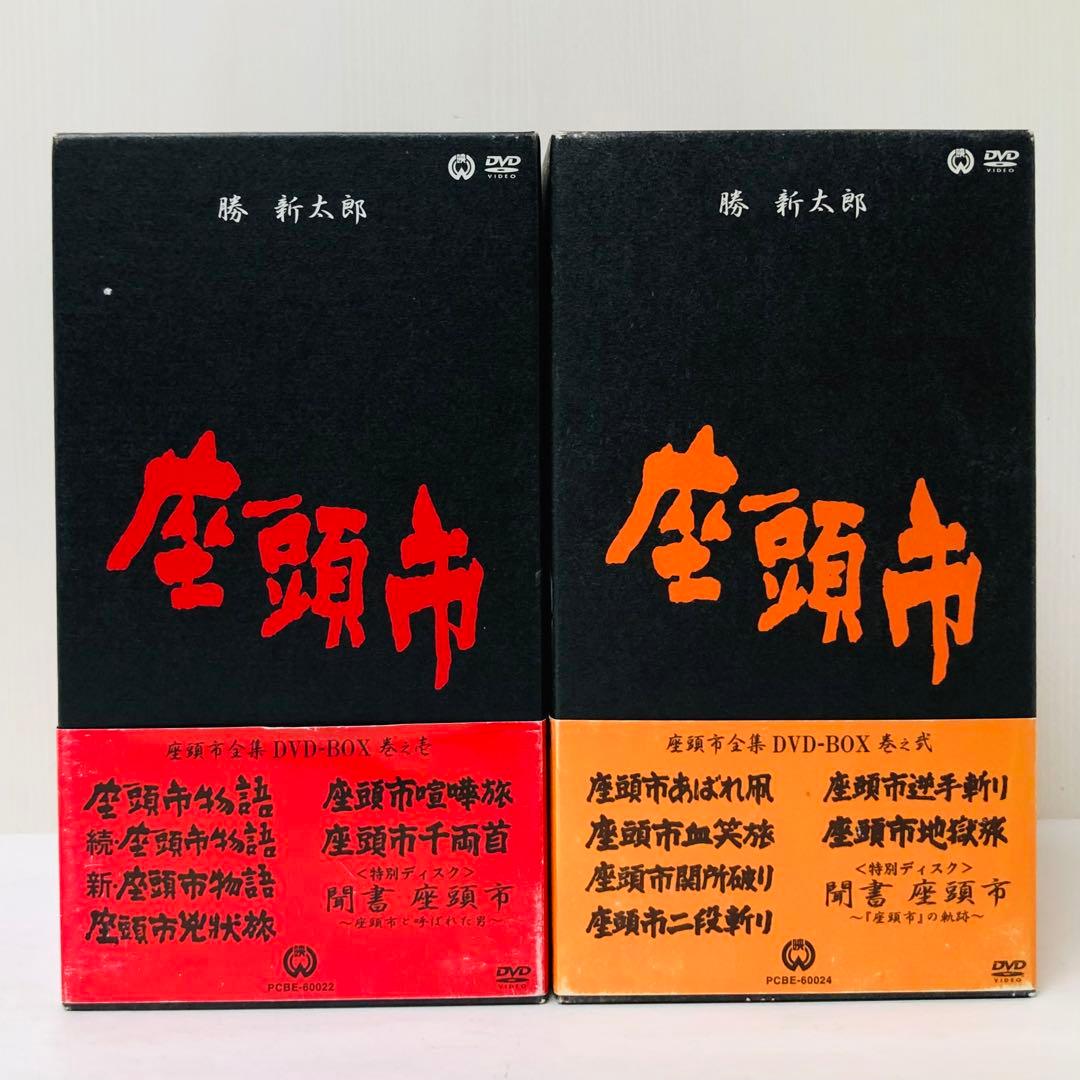 DVD
VIDEO
勝 新太郎
座頭市
座頭市全集 DVD-BOX 巻之壱
座頭市物語
続・座頭市物語
新・座頭市物語
座頭市兇状旅
座頭市喧嘩旅
座頭市千両首
＜特別ディスク＞
聞書 座頭市
～座頭市と呼ばれた男～
映
PCBE-60022
DVD
VIDEO
映
DVD
VIDEO
勝 新太郎
座頭市
座頭市全集 DVD-BOX 巻之弐
座頭市あばれ凧
座頭市血笑旅
座頭市関所破り
座頭市二段斬り
座頭市逆手斬り
座頭市地獄旅
＜特別ディスク＞
聞書 座頭市
～『座頭市』の軌跡～
映
PCBE-60024
DVD
VIDEO